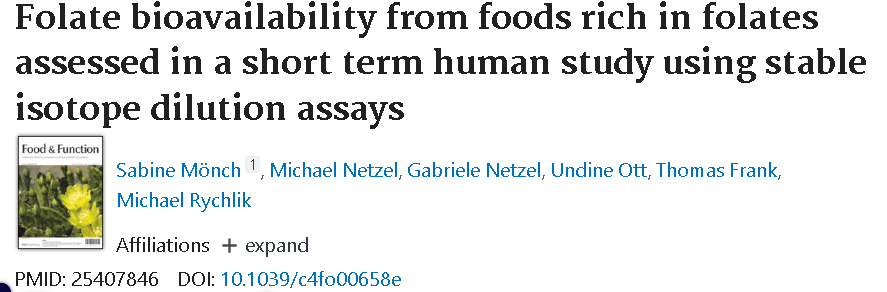 Folate bioavailability from foods rich in folates
assessed in a short term human study using stable
isotope dilution assays
Food & Function
Sabine Mönch 1, Michael Netzel, Gabriele Netzel, Undine Ott, Thomas Frank,
Michael Rychlik
Affiliations + expand
PMID: 25407846 DOI: 10.1039/c4fo00658e